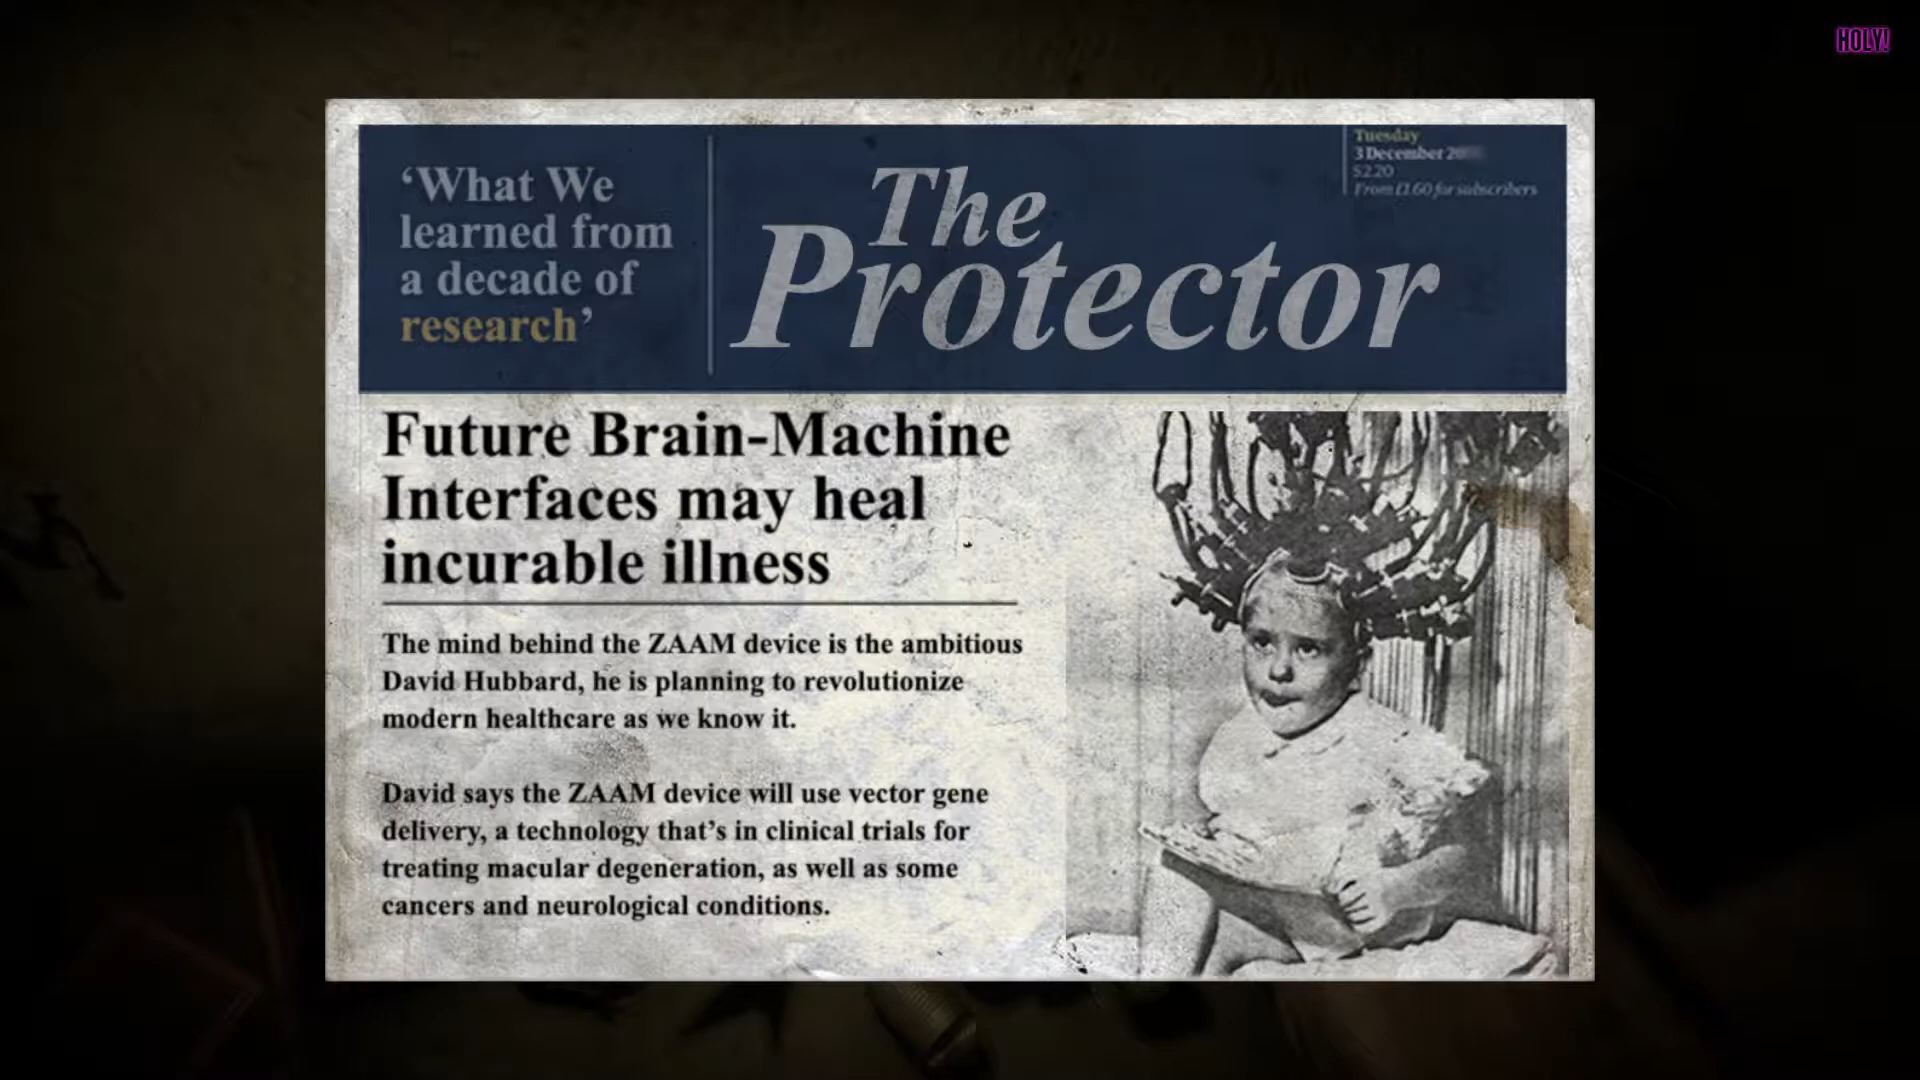 HOLY!
'What We
learned from
a decade of
research'
The
Protector
Tuesday
3 December
From £1.60 for subscribers
Future Brain-Machine
Interfaces may heal
incurable illness
The mind behind the ZAAM device is the ambitious
David Hubbard, he is planning to revolutionize
modern healthcare as we know it.
David says the ZAAM device will use vector gene
delivery, a technology that's in clinical trials for
treating macular degeneration, as well as some
cancers and neurological conditions.